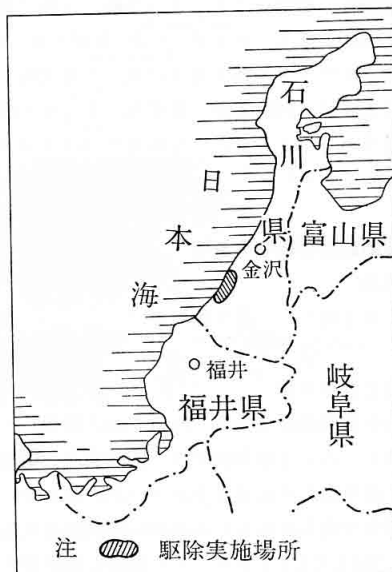 石川県
富山県
日本海
金沢
福井
福井県
岐阜県
注 駆除実施場所